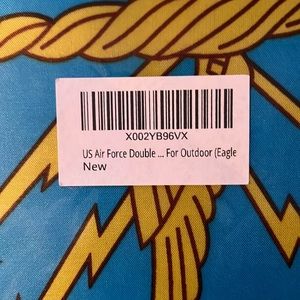 X002YB96VX
US Air Force Double ... For Outdoor (Eagle
New